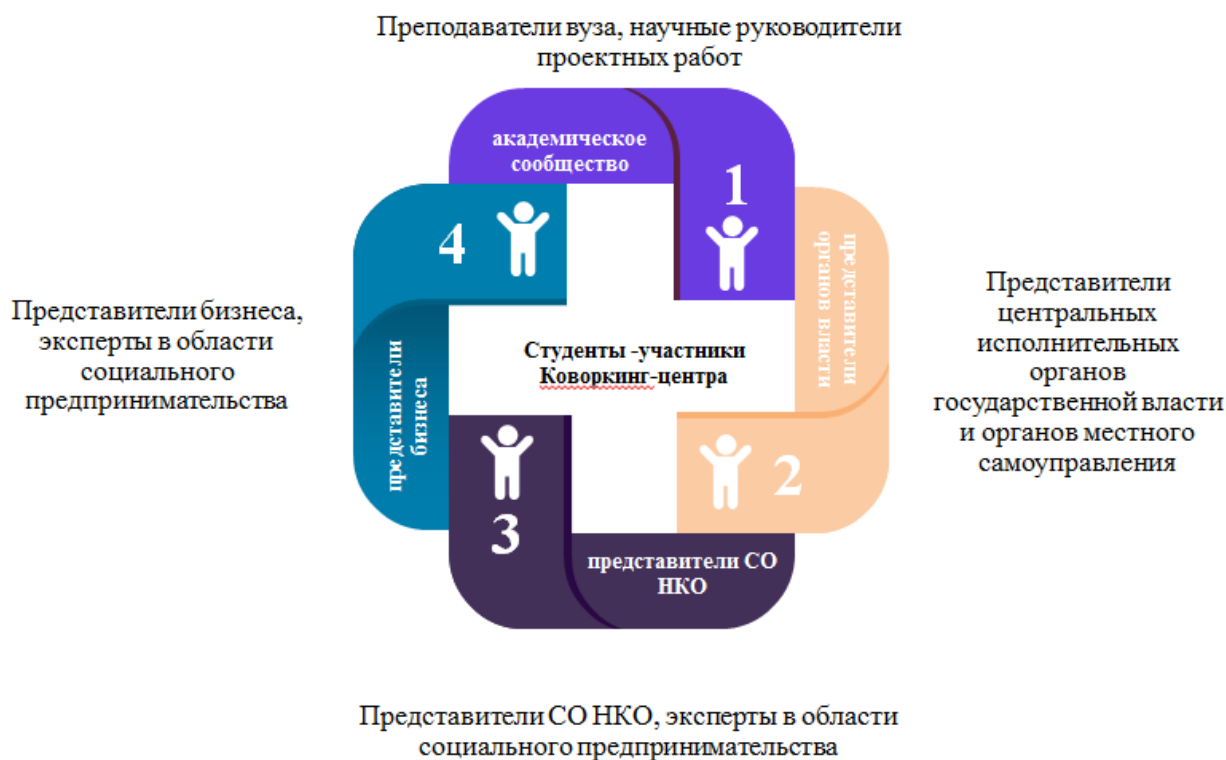 Преподаватели вуза, научные руководители
проектных работ
академическое
сообщество
1
4
представители
органов власти
Представители бизнеса,
эксперты в области
социального
предпринимательства
Представители
центральных
исполнительных
органов
государственной власти
и органов местного
самоуправления
Студенты -участники
Коворкинг-центра
представители
бизнеса
2
3
представители СО
НКО
Представители СО НКО, эксперты в области
социального предпринимательства